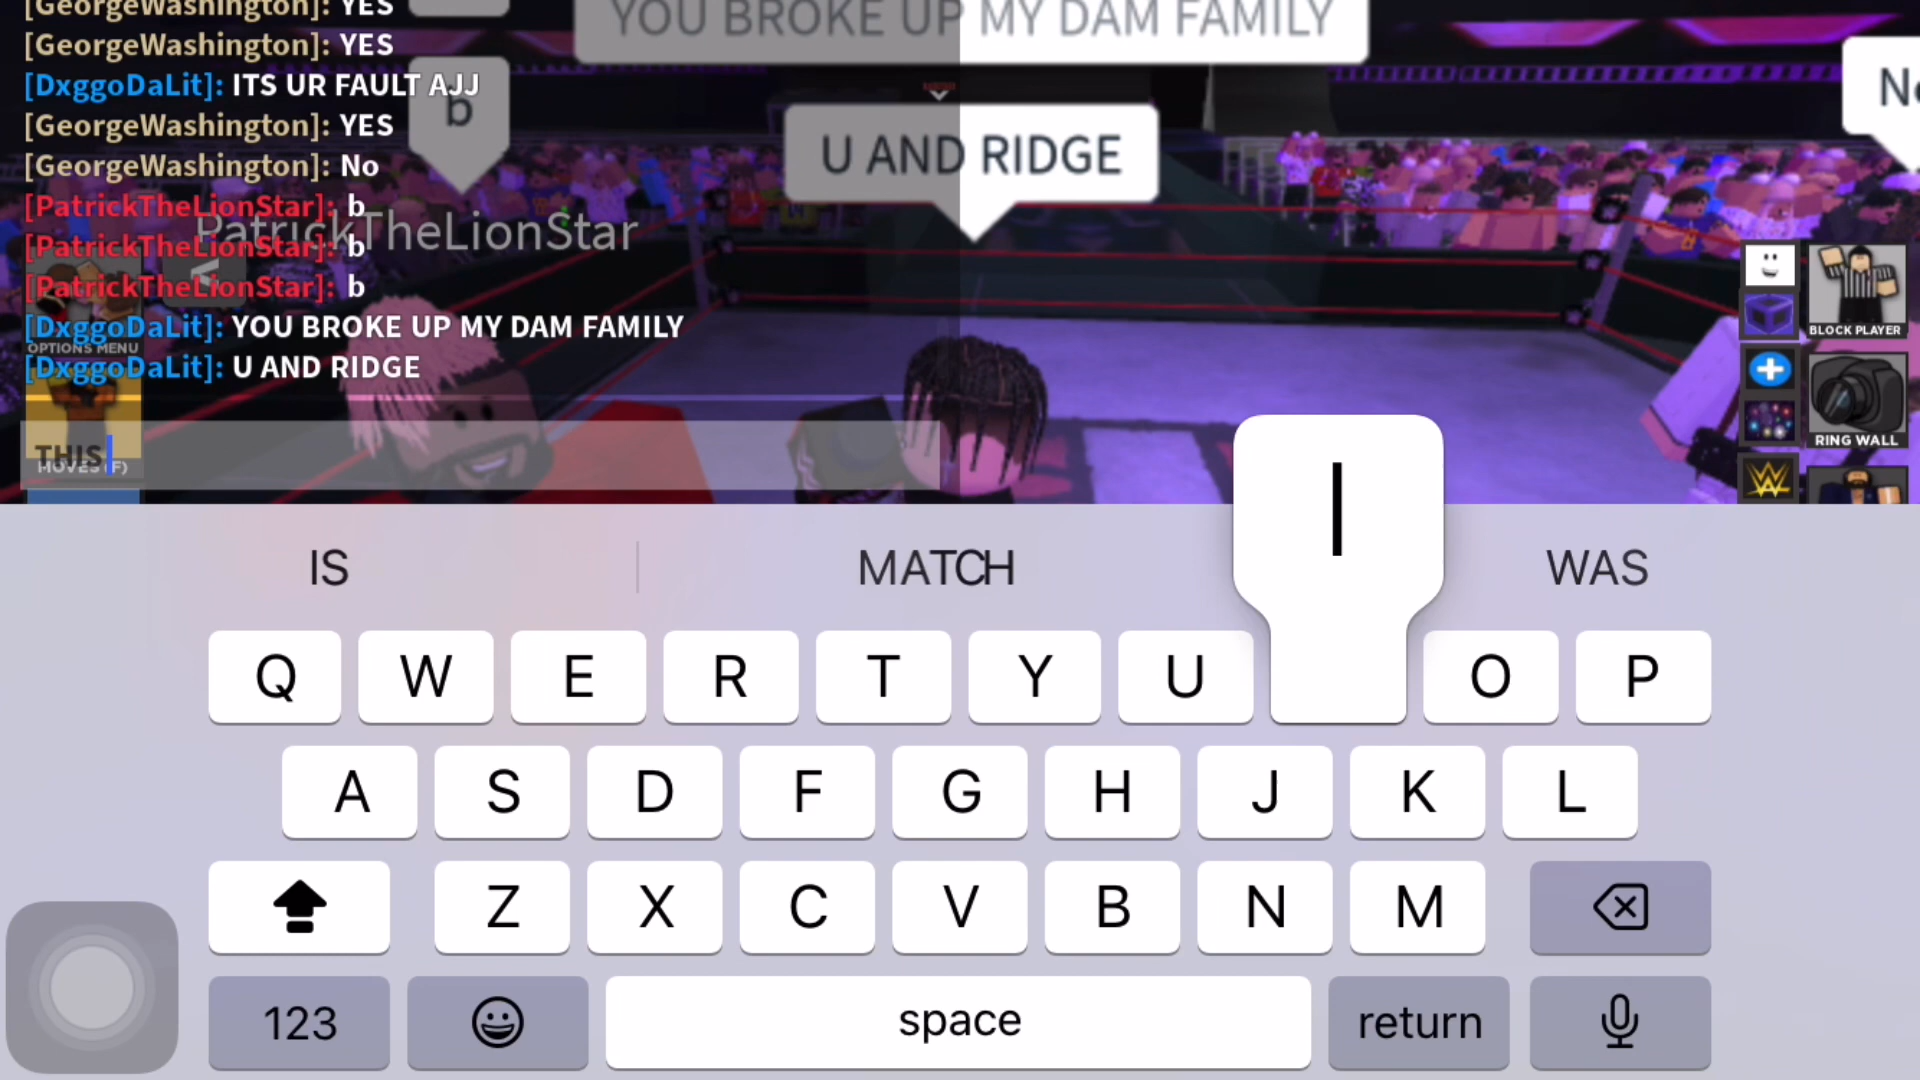 [GeorgeWashington]: YES
[GeorgeWashington]: YES
[DxggoDaLit]: ITS UR FAULT AJJ
[GeorgeWashington]: YES
[GeorgeWashington]: No
[PatrickTheLionStar]: b
[PatrickTheLionStar]: b
[PatrickTheLionStar]: b
[DxggoDaLit]: YOU BROKE UP MY DAM FAMILY
[DxggoDaLit]: U AND RIDGE
THIS
OPTIONS MENU
MOVES (F)
b
PatrickTheLionStar
YOU BROKE UP MY DAM FAMILY
U AND RIDGE
BLOCK PLAYER
RING WALL
IS
MATCH
WAS
I
Q W E R T Y U O P
A S D F G H J K L
Z X C V B N M
123
space
return